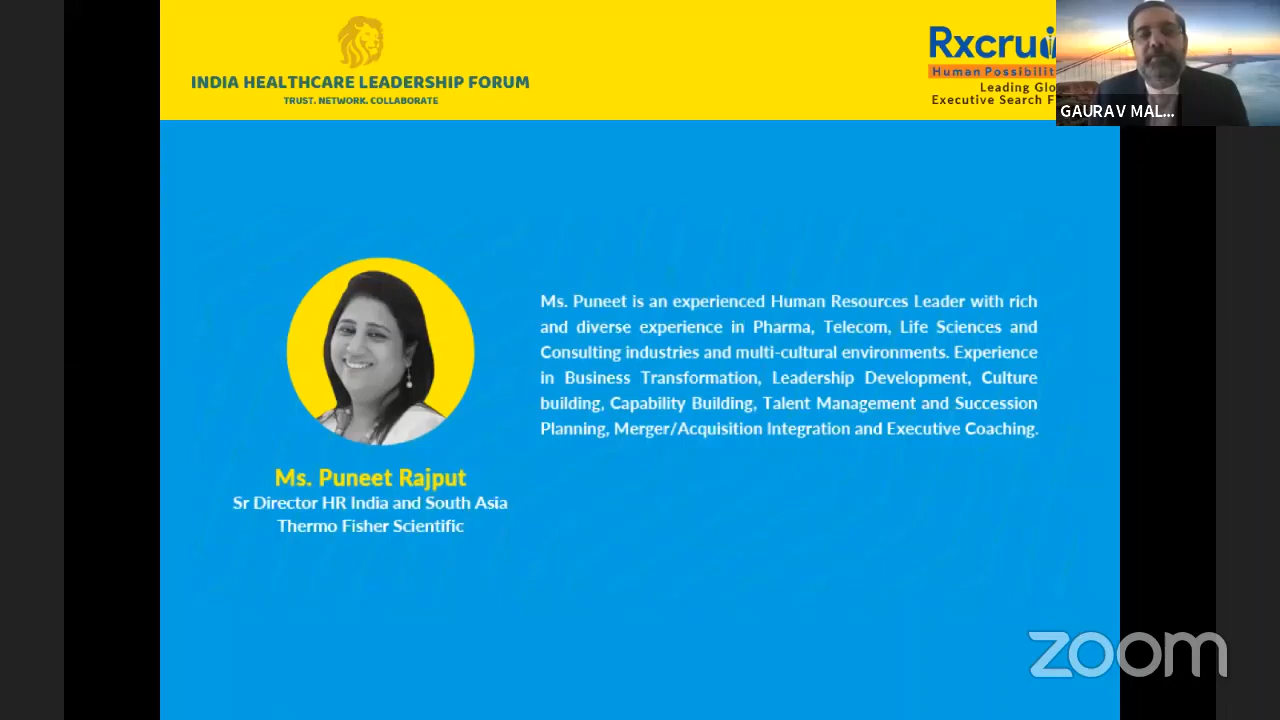 INDIA HEALTHCARE LEADERSHIP FORUM
TRUST. NETWORK. COLLABORATE
Human
Leading
Executive Search
GAURAV MAL...
Ms. Puneet is an experienced Human Resources Leader with rich
and diverse experience in Pharma, Telecom, Life Sciences and
Consulting industries and multi-cultural environments. Experience
in Business Transformation, Leadership Development, Culture
building, Capability Building, Talent Management and Succession
Planning, Merger/Acquisition Integration and Executive Coaching.
Ms. Puneet Rajput
Sr Director HR India and South Asia
Thermo Fisher Scientific
zoom